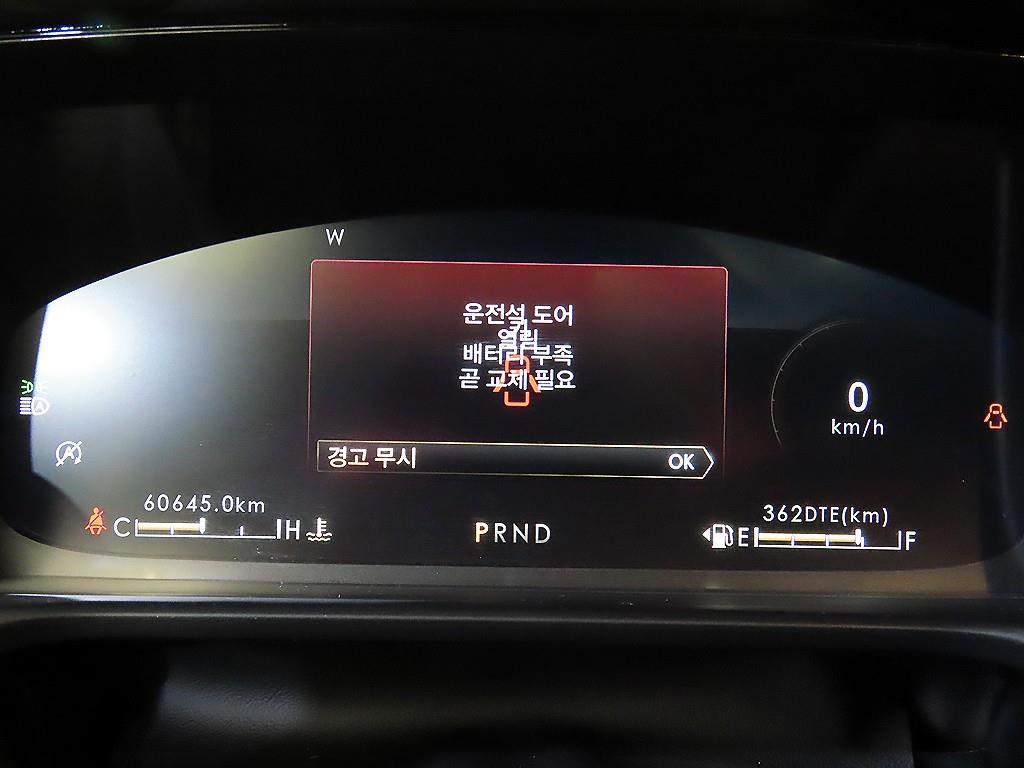 W
운전석 도어
열림
배터리 부족
곧 교체 필요
경고 무시 OK
0
km/h
60645.0km
C H
PRND
362DTE(km)
E F